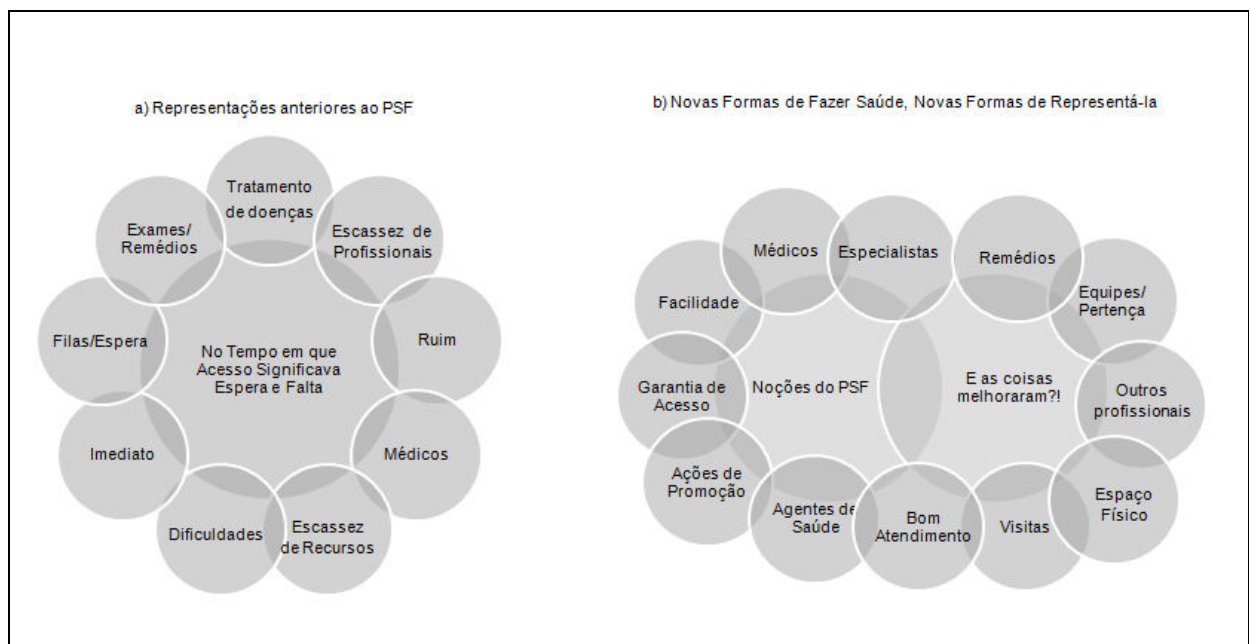 a) Representações anteriores ao PSF
Tratamento
de doenças
Escassez de
Profissionais
Ruim
Médicos
Escassez
de Recursos
Dificuldades
Imediato
Filas/Espera
Exames/
Remédios
No Tempo em que
Acesso Significava
Espera e Falta
b) Novas Formas de Fazer Saúde, Novas Formas de Representá-la
Médicos
Especialistas
Remédios
Equipes/
Pertença
Outros
profissionais
Espaço
Físico
Visitas
Bom
Atendimento
Agentes de
Saúde
Ações de
Promoção
Garantia de
Acesso
Facilidade
Noções do PSF
E as coisas
melhoraram?!